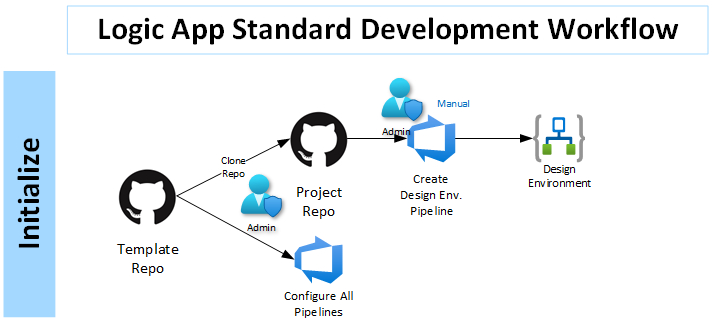 Logic App Standard Development Workflow
Initialize
Manual
Admin
Clone
Repo
Create
Design Env.
Pipeline
Design
Environment
Project
Repo
Admin
Template
Repo
Configure All
Pipelines